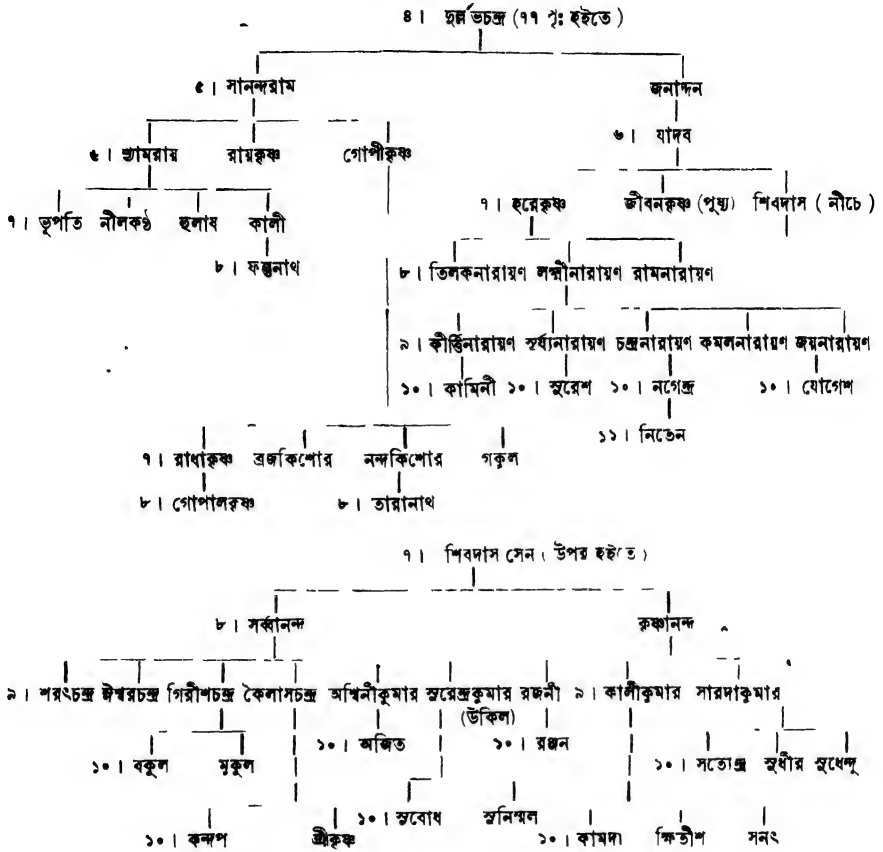 ৪। দুর্ল্লভচন্দ্র (১১ পৃঃ হইতে)
৫। সানন্দরাম জনার্দ্দন
৬। যাদব
৬। শ্যামরায় রায়কৃষ্ণ গোপীকৃষ্ণ
৭। হরেকৃষ্ণ জীবনকৃষ্ণ (পূষ্য) শিবদাস (নীচে)
৭। ভূপতি নীলকণ্ঠ হুলাষ কালী
৮। তিলকনারায়ণ লক্ষ্মীনারায়ণ রামনারায়ণ
৮। ফল্গুনাথ
৯। কীর্ত্তিনারায়ণ সূর্য্যনারায়ণ চন্দ্রনারায়ণ কমলনারায়ণ জয়নারায়ণ
১০। কামিনী ১০। সুরেশ ১০। নগেন্দ্র ১০। যোগেশ
১১। নিতেন
৭। রাধাকৃষ্ণ ব্রজকিশোর নন্দকিশোর গকুল
৮। গোপালকৃষ্ণ ৮। তারানাথ
৭। শিবদাস সেন (উপর হইতে)
৮। সর্ব্বানন্দ কৃষ্ণানন্দ
৯। শরৎচন্দ্র ঈশ্বরচন্দ্র গিরীশচন্দ্র কৈলাসচন্দ্র অশ্বিনীকুমার সুরেন্দ্রকুমার রজনী ৯। কালীকুমার সারদাকুমার
(উকিল)
১০। বকুল মুকুল ১০। অজিত ১০। রঞ্জন ১০। সত্যেন্দ্র সুধীর সুধেন্দু
১০। কন্দপ শ্রীকৃষ্ণ ১০। সুবোধ সুনির্ম্মল ১০। কামদা ক্ষিতীশ সনৎ